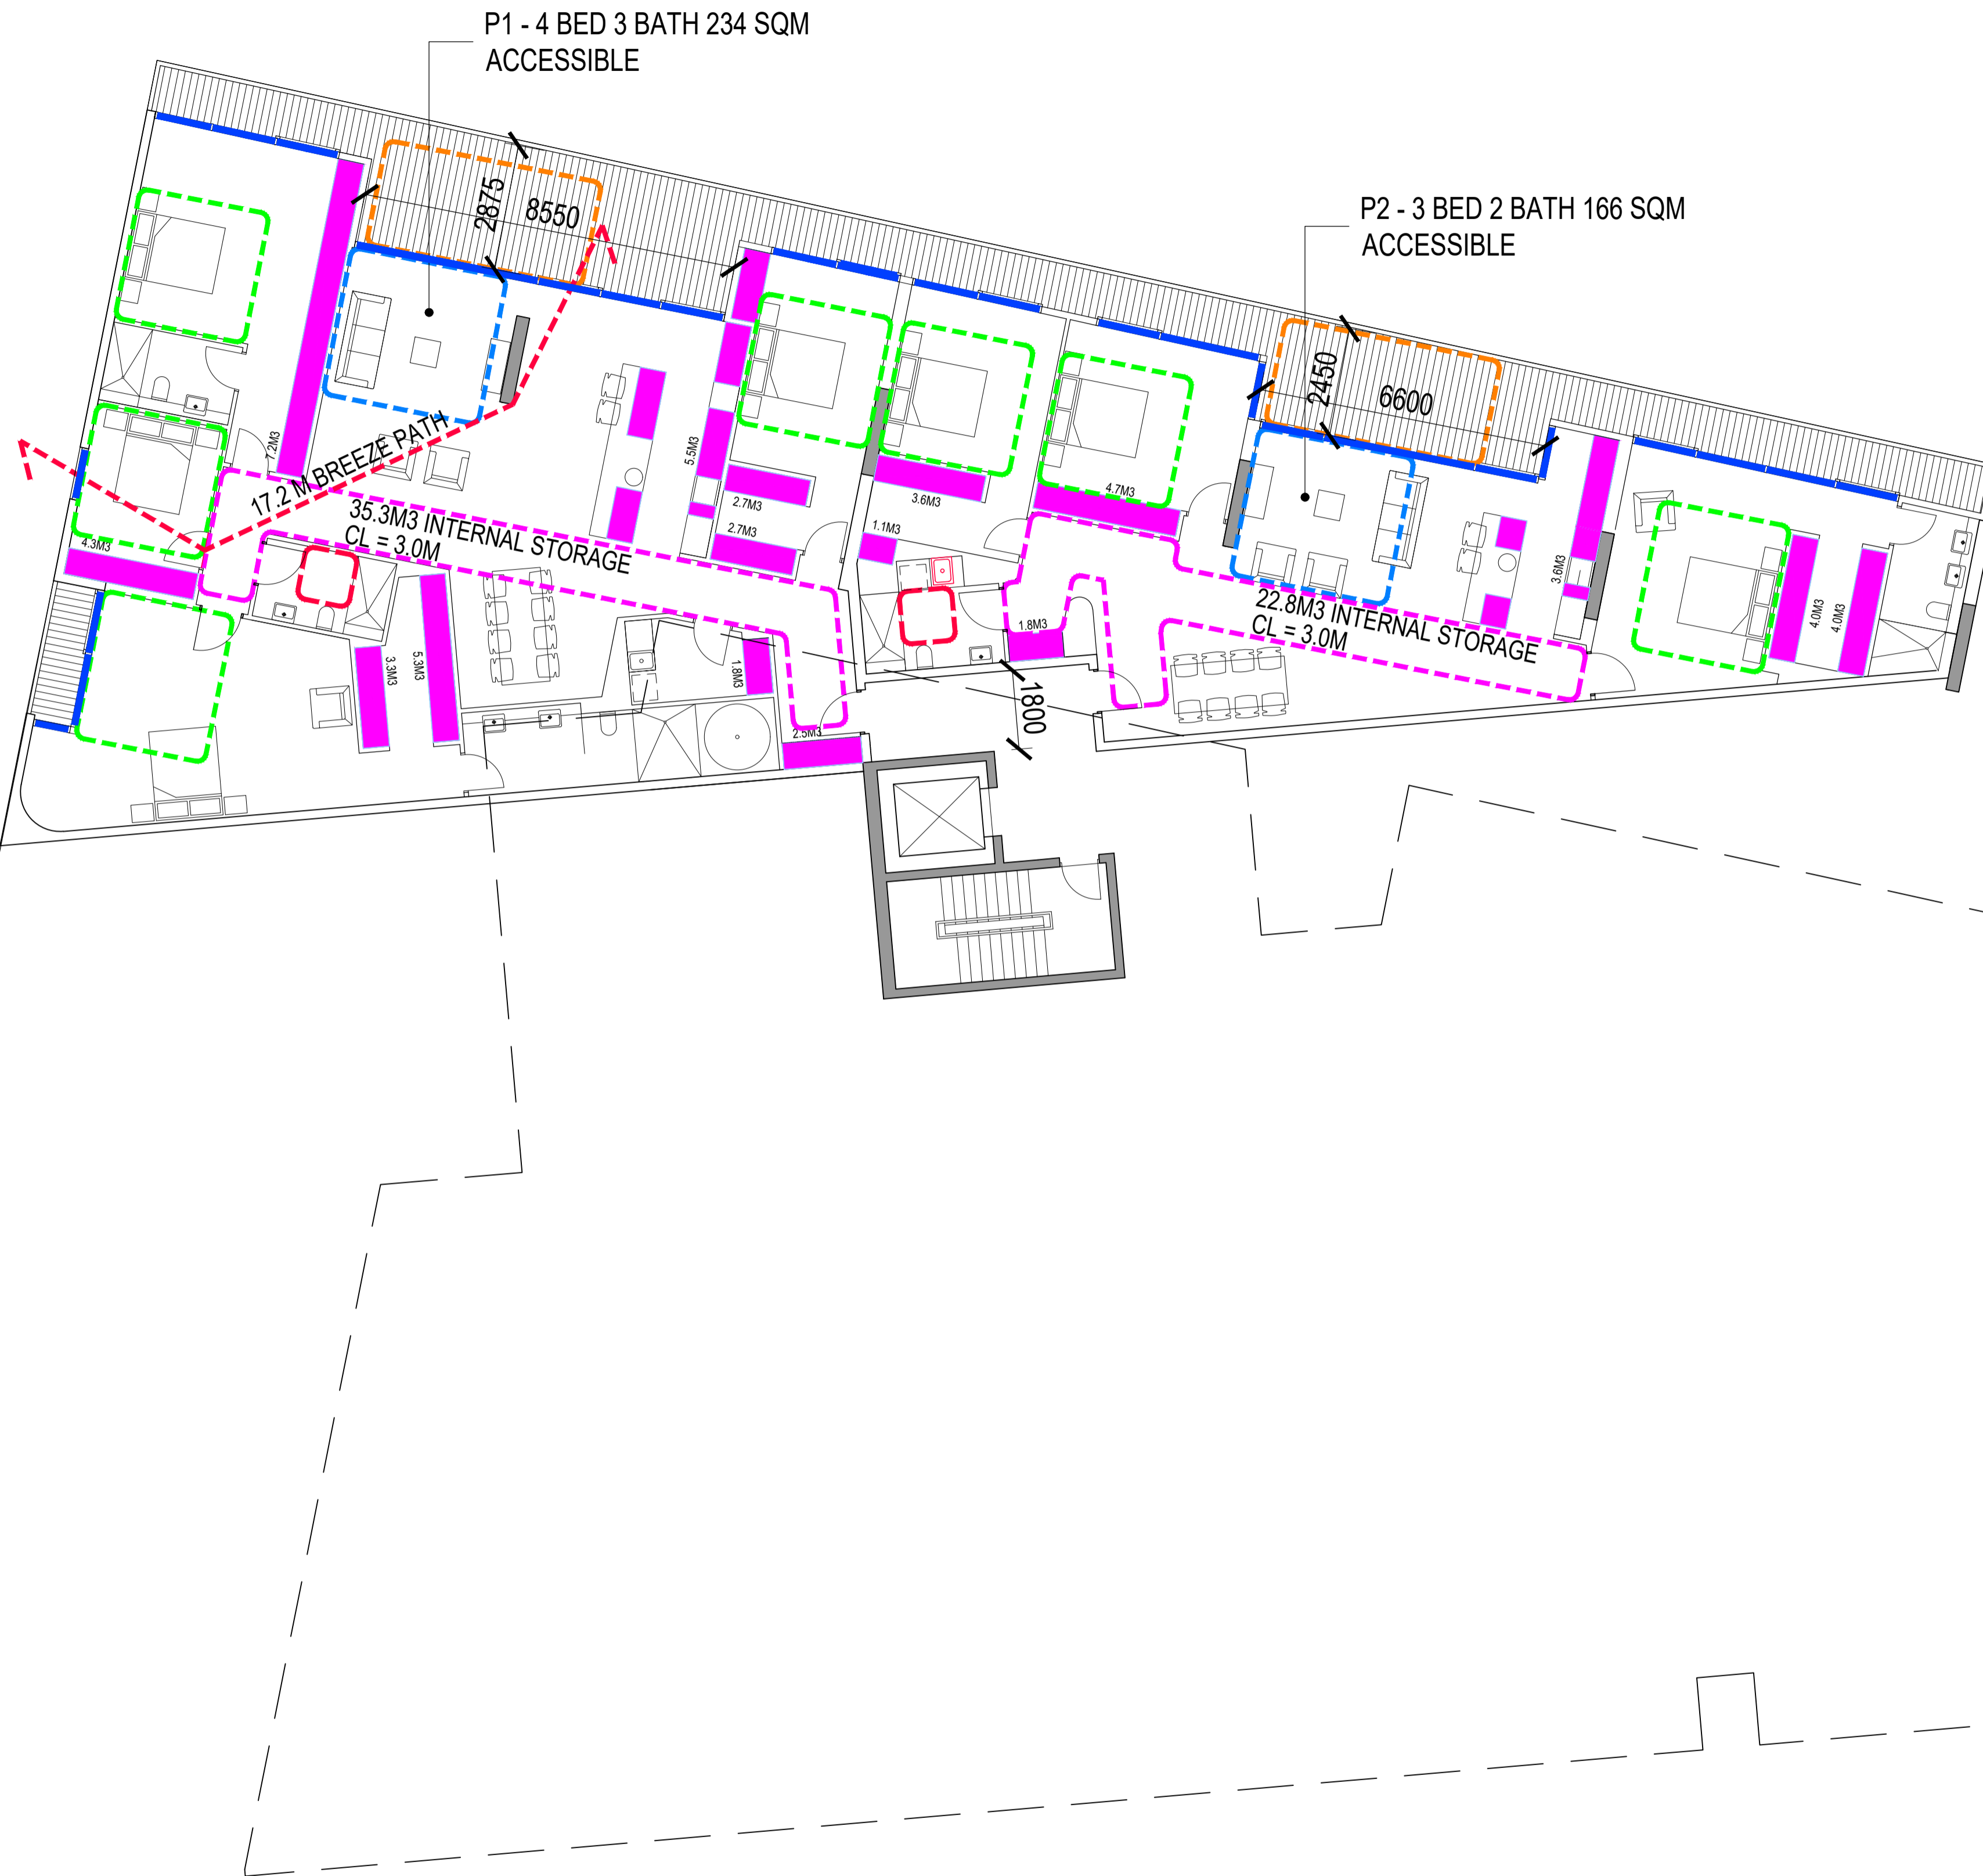 P1 - 4 BED 3 BATH 234 SQM
ACCESSIBLE
P2 - 3 BED 2 BATH 166 SQM
ACCESSIBLE
2875
8550
2450
6600
17.2 M BREEZE PATH
7.2M3
35.3M3 INTERNAL STORAGE
CL = 3.0M
5.5M3
2.7M3
2.7M3
3.6M3
1.1M3
4.7M3
4.3M3
3.3M3
5.3M3
1.8M3
2.5M3
1.8M3
1800
22.8M3 INTERNAL STORAGE
CL = 3.0M
3.6M3
4.0M3
4.0M3